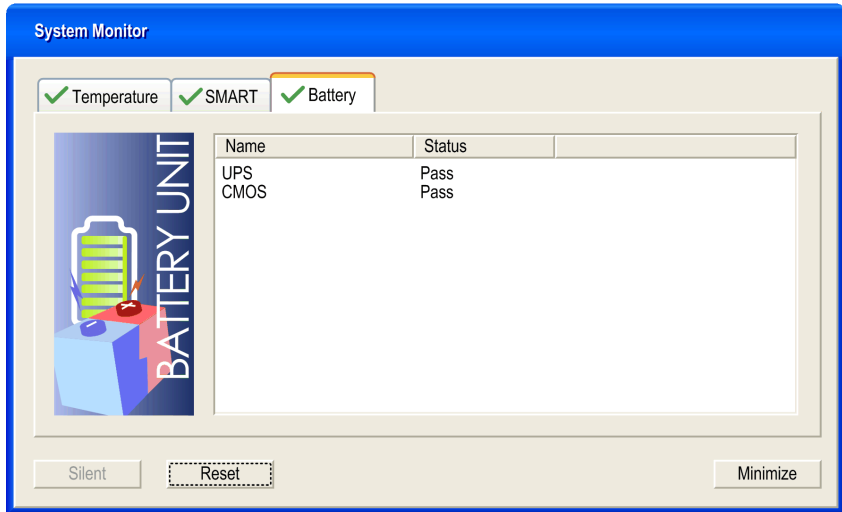 System Monitor
Temperature SMART Battery
BATTERY UNIT
Name Status
UPS Pass
CMOS Pass
Silent Reset Minimize